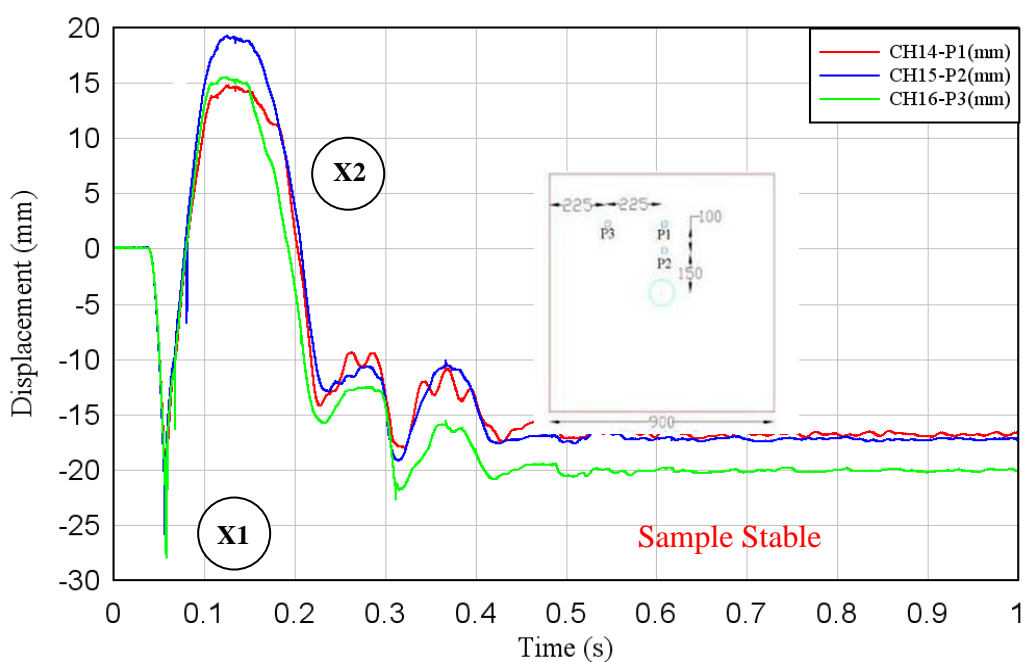 20
15
10
5
0
-5
-10
-15
-20
-25
-30
Displacement (mm)
CH14-P1(mm)
CH15-P2(mm)
CH16-P3(mm)
X2
X1
225
225
100
P3
P1
P2
150
900
Sample Stable
0 0.1 0.2 0.3 0.4 0.5 0.6 0.7 0.8 0.9 1
Time (s)